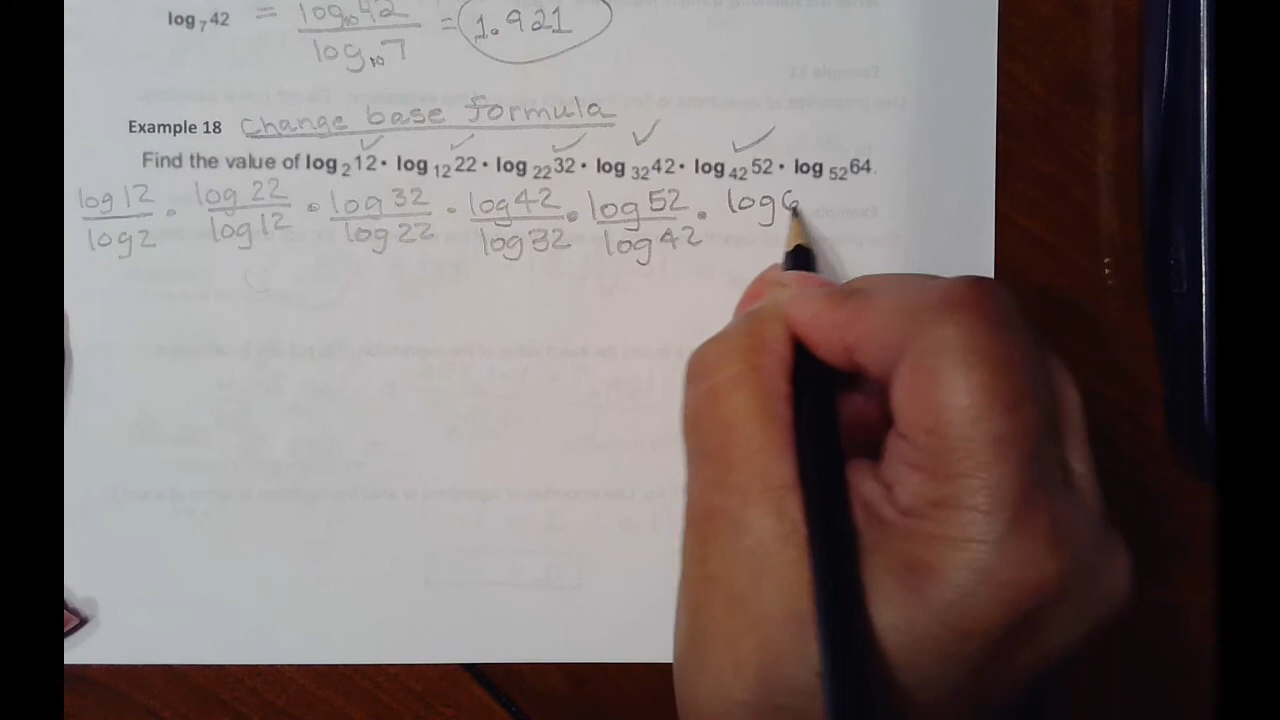 log₇42 = log₁₀42 / log₁₀7 = 1.921
Example 18 Change base formula
Find the value of log₂12 · log₁₂22 · log₂₂32 · log₃₂42 · log₄₂52 · log₅₂64.
log12/log2 · log22/log12 · log32/log22 · log42/log32 · log52/log42 · log6